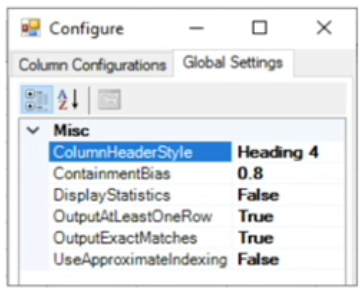 Configure
Column Configurations Global Settings
Misc
ColumnHeaderStyle Heading 4
ContainmentBias 0.8
DisplayStatistics False
OutputAtLeastOneRow True
OutputExactMatches True
UseApproximateIndexing False